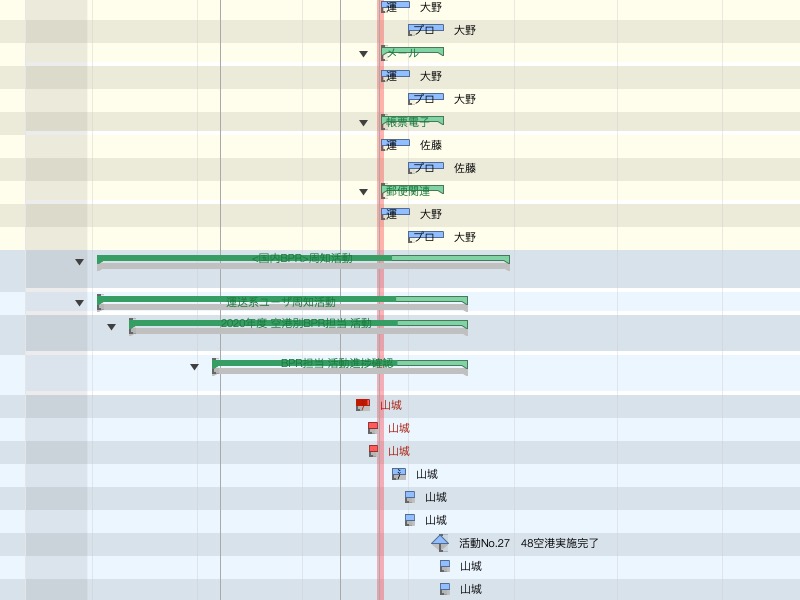 運 大野
プロ 大野
メール
運 大野
プロ 大野
帳票電子
運 佐藤
プロ 佐藤
郵便関連
運 大野
プロ 大野
<国内BPR>周知活動
運送系ユーザ周知活動
2020年度 空港別BPR担当 活動
BPR担当 活動進捗確認
山城
山城
山城
山城
山城
山城
活動No.27 48空港実施完了
山城
山城